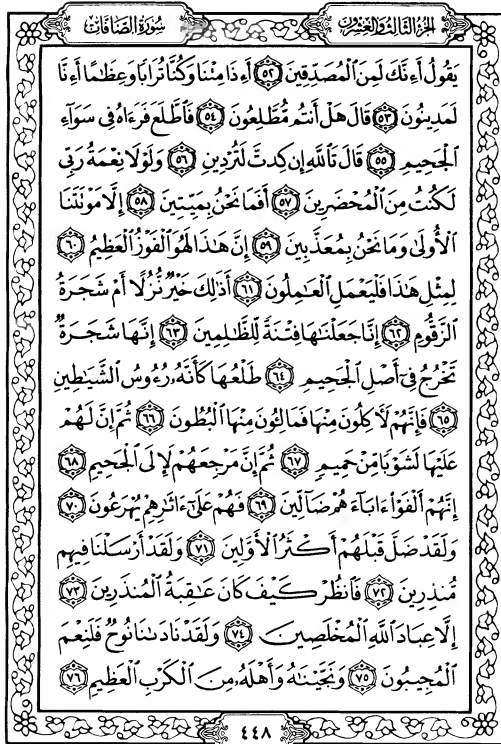 الجزء الثالث والعشرون
سورة الصافات
يَقُولُ أَءِنَّكَ لَمِنَ ٱلْمُصَدِّقِينَ ٥٢ أَءِذَا مِتْنَا وَكُنَّا تُرَابًا وَعِظَٰمًا أَءِنَّا
لَمَدِينُونَ ٥٣ قَالَ هَلْ أَنتُم مُّطَّلِعُونَ ٥٤ فَٱطَّلَعَ فَرَءَاهُ فِى سَوَآءِ
ٱلْجَحِيمِ ٥٥ قَالَ تَٱللَّهِ إِن كِدتَّ لَتُرْدِينِ ٥٦ وَلَوْلَا نِعْمَةُ رَبِّى
لَكُنتُ مِنَ ٱلْمُحْضَرِينَ ٥٧ أَفَمَا نَحْنُ بِمَيِّتِينَ ٥٨ إِلَّا مَوْتَتَنَا
ٱلْأُولَىٰ وَمَا نَحْنُ بِمُعَذَّبِينَ ٥٩ إِنَّ هَٰذَا لَهُوَ ٱلْفَوْزُ ٱلْعَظِيمُ ٦٠
لِمِثْلِ هَٰذَا فَلْيَعْمَلِ ٱلْعَٰمِلُونَ ٦١ أَذَٰلِكَ خَيْرٌ نُّزُلًا أَمْ شَجَرَةُ
ٱلزَّقُّومِ ٦٢ إِنَّا جَعَلْنَٰهَا فِتْنَةً لِّلظَّٰلِمِينَ ٦٣ إِنَّهَا شَجَرَةٌ
تَخْرُجُ فِىٓ أَصْلِ ٱلْجَحِيمِ ٦٤ طَلْعُهَا كَأَنَّهُۥ رُءُوسُ ٱلشَّيَٰطِينِ
٦٥ فَإِنَّهُمْ لَءَاكِلُونَ مِنْهَا فَمَالِـُٔونَ مِنْهَا ٱلْبُطُونَ ٦٦ ثُمَّ إِنَّ لَهُمْ
عَلَيْهَا لَشَوْبًا مِّنْ حَمِيمٍ ٦٧ ثُمَّ إِنَّ مَرْجِعَهُمْ لَإِلَى ٱلْجَحِيمِ ٦٨
إِنَّهُمْ أَلْفَوْا۟ ءَابَآءَهُمْ ضَآلِّينَ ٦٩ فَهُمْ عَلَىٰٓ ءَاثَٰرِهِمْ يُهْرَعُونَ ٧٠
وَلَقَدْ ضَلَّ قَبْلَهُمْ أَكْثَرُ ٱلْأَوَّلِينَ ٧١ وَلَقَدْ أَرْسَلْنَا فِيهِم
مُّنذِرِينَ ٧٢ فَٱنظُرْ كَيْفَ كَانَ عَٰقِبَةُ ٱلْمُنذَرِينَ ٧٣
إِلَّا عِبَادَ ٱللَّهِ ٱلْمُخْلَصِينَ ٧٤ وَلَقَدْ نَادَىٰنَا نُوحٌ فَلَنِعْمَ
ٱلْمُجِيبُونَ ٧٥ وَنَجَّيْنَٰهُ وَأَهْلَهُۥ مِنَ ٱلْكَرْبِ ٱلْعَظِيمِ ٧٦
٤٤٨